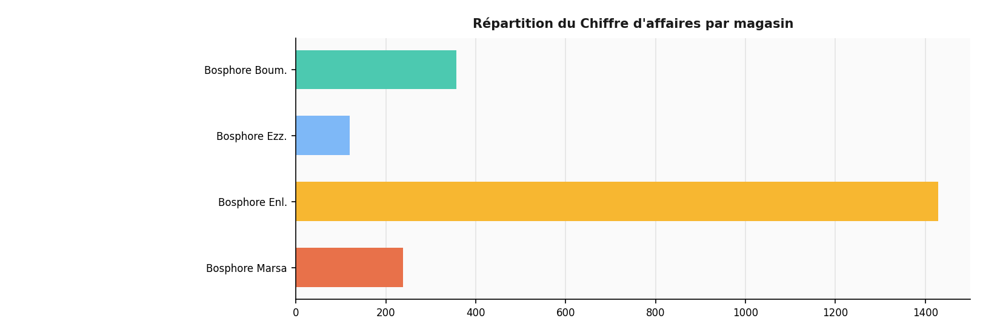 Répartition du Chiffre d'affaires par magasin
Bosphore Boum.
Bosphore Ezz.
Bosphore Enl.
Bosphore Marsa
0 200 400 600 800 1000 1200 1400